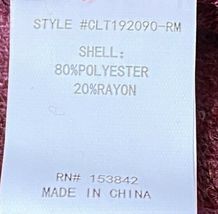 STYLE #CLT192090-RM
SHELL:
80%POLYESTER
20%RAYON
RN# 153842
MADE IN CHINA